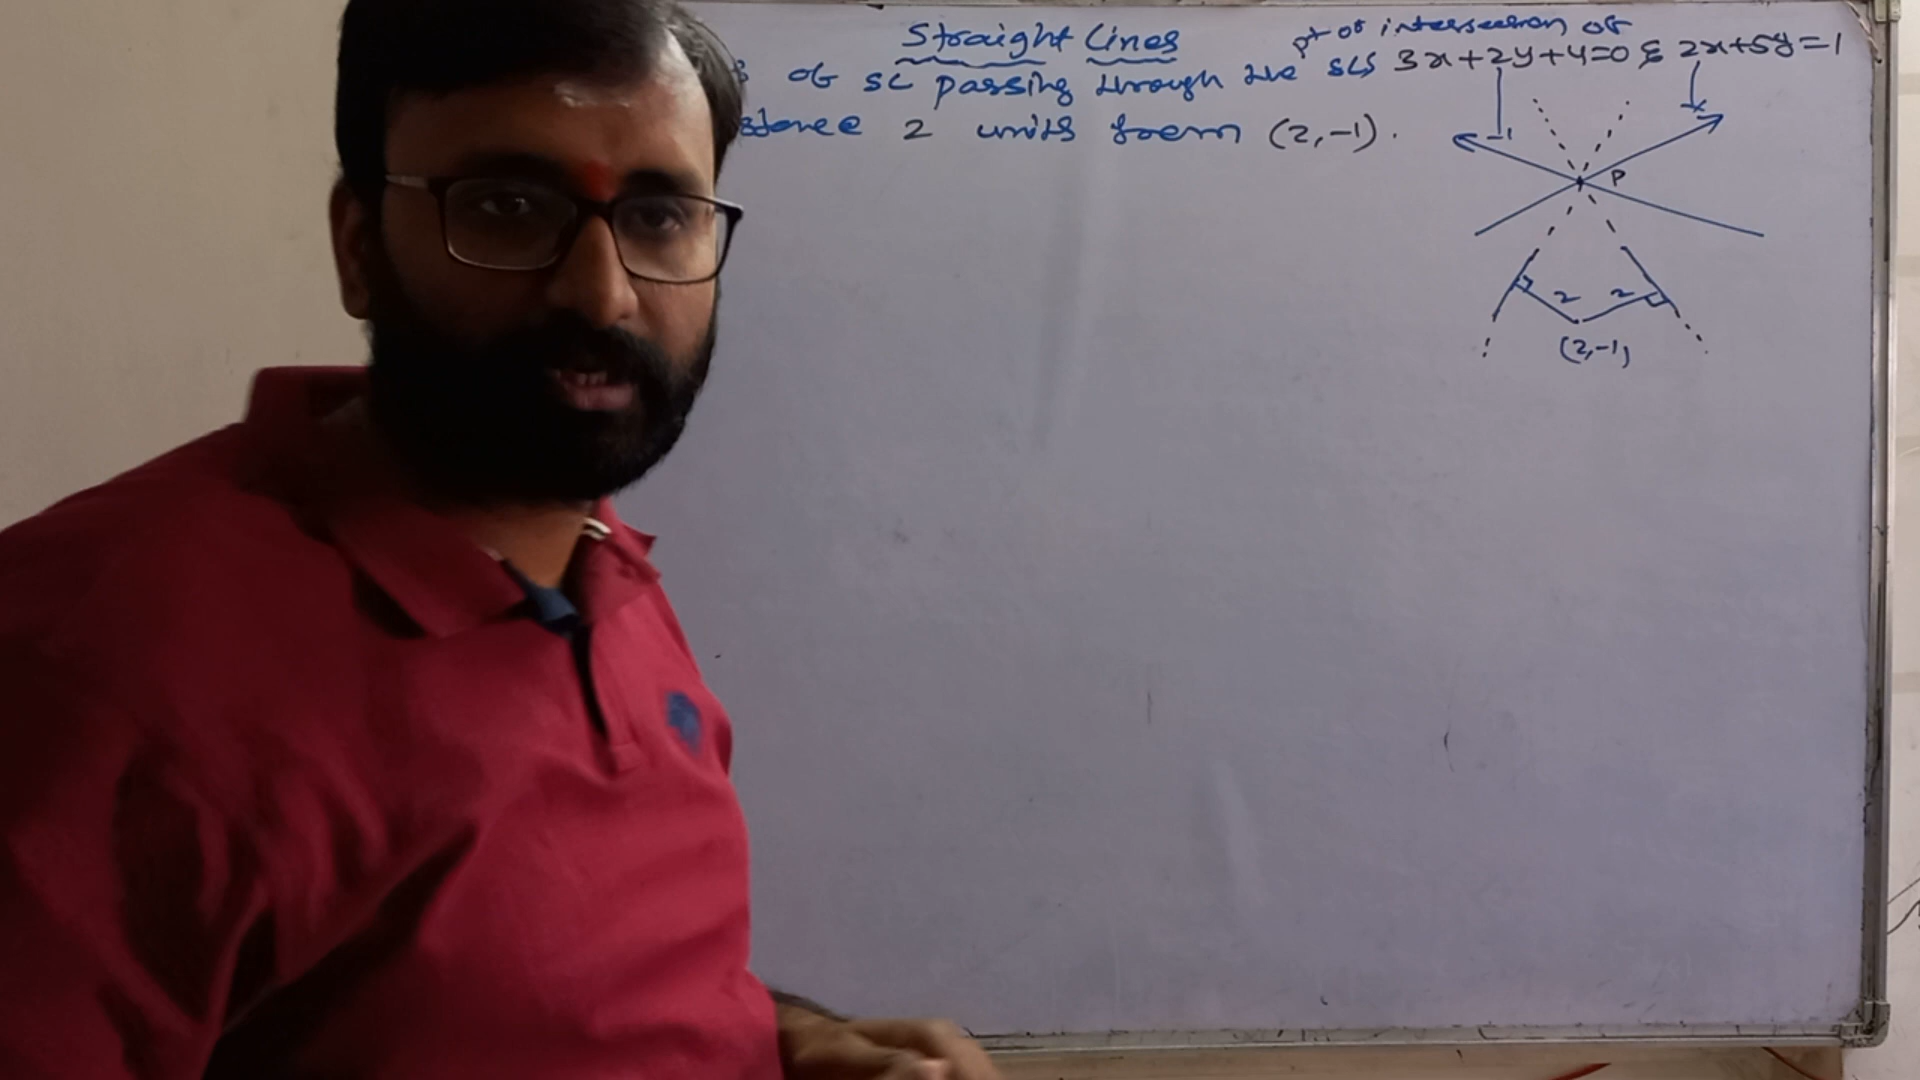 Straight Lines
pt of intersection of
of SL passing through the SLS 3x+2y+4=0 & 2x+5y=1
2 units from (2,-1).
P
2 2
(2,-1)